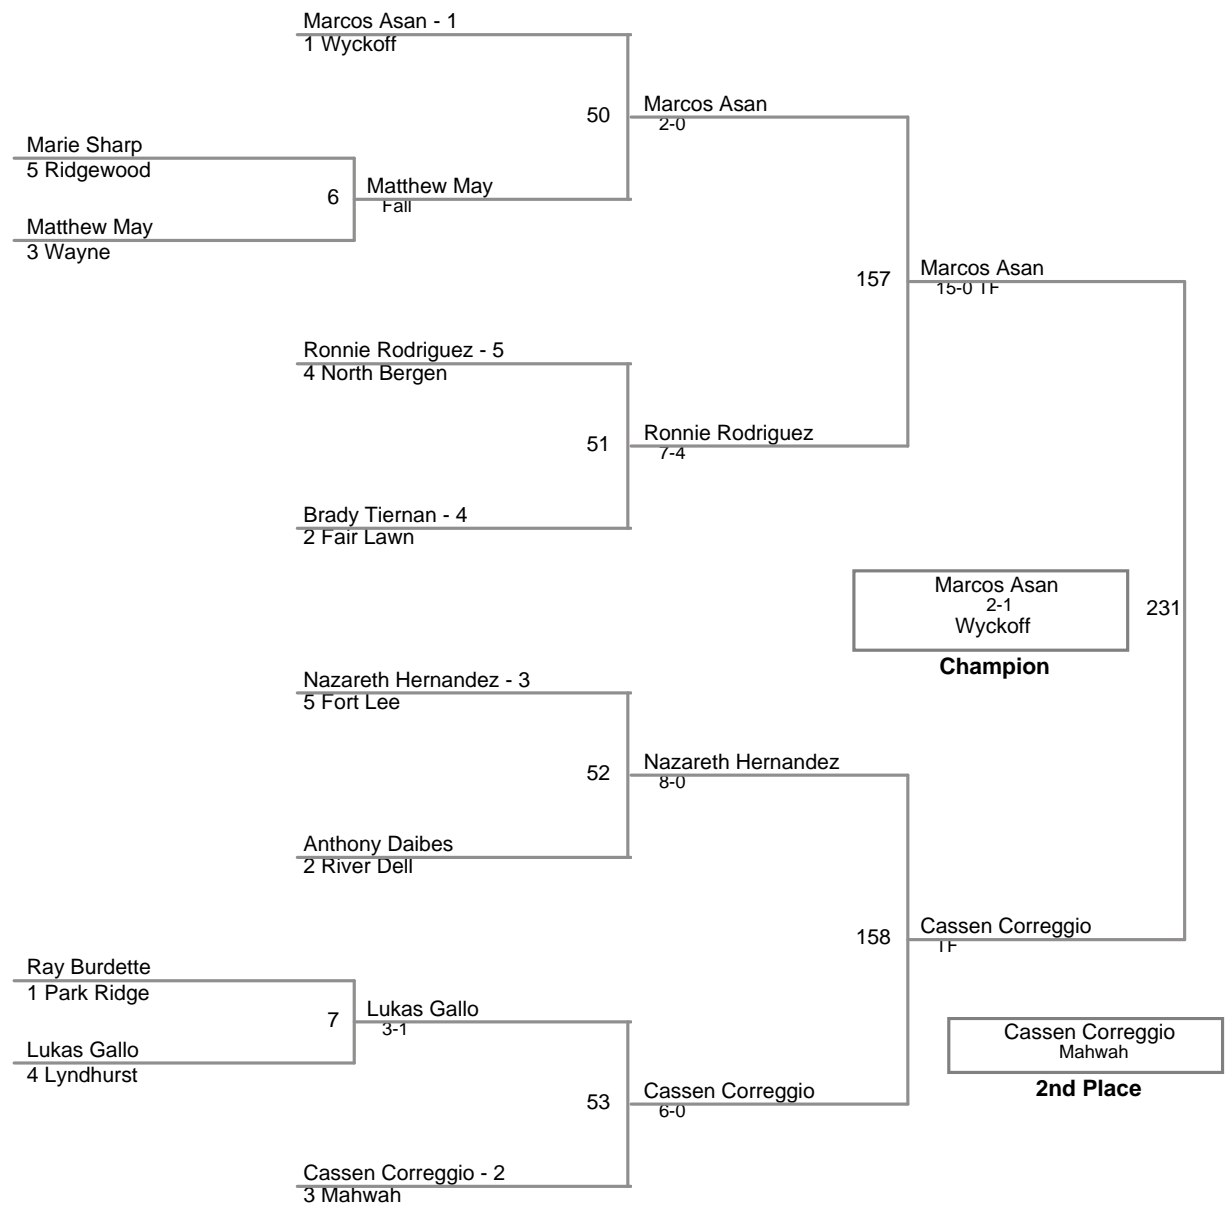 Marcos Asan - 1
1 Wyckoff
50
Marcos Asan
2-0
Marie Sharp
5 Ridgewood
6
Matthew May
Fall
Matthew May
3 Wayne
157
Marcos Asan
15-0 TF
Ronnie Rodriguez - 5
4 North Bergen
51
Ronnie Rodriguez
7-4
Brady Tiernan - 4
2 Fair Lawn
Marcos Asan
2-1
Wyckoff
Champion
231
Nazareth Hernandez - 3
5 Fort Lee
52
Nazareth Hernandez
8-0
Anthony Daibes
2 River Dell
158
Cassen Correggio
TF
Ray Burdette
1 Park Ridge
7
Lukas Gallo
3-1
Lukas Gallo
4 Lyndhurst
Cassen Correggio
Mahwah
2nd Place
53
Cassen Correggio
6-0
Cassen Correggio - 2
3 Mahwah